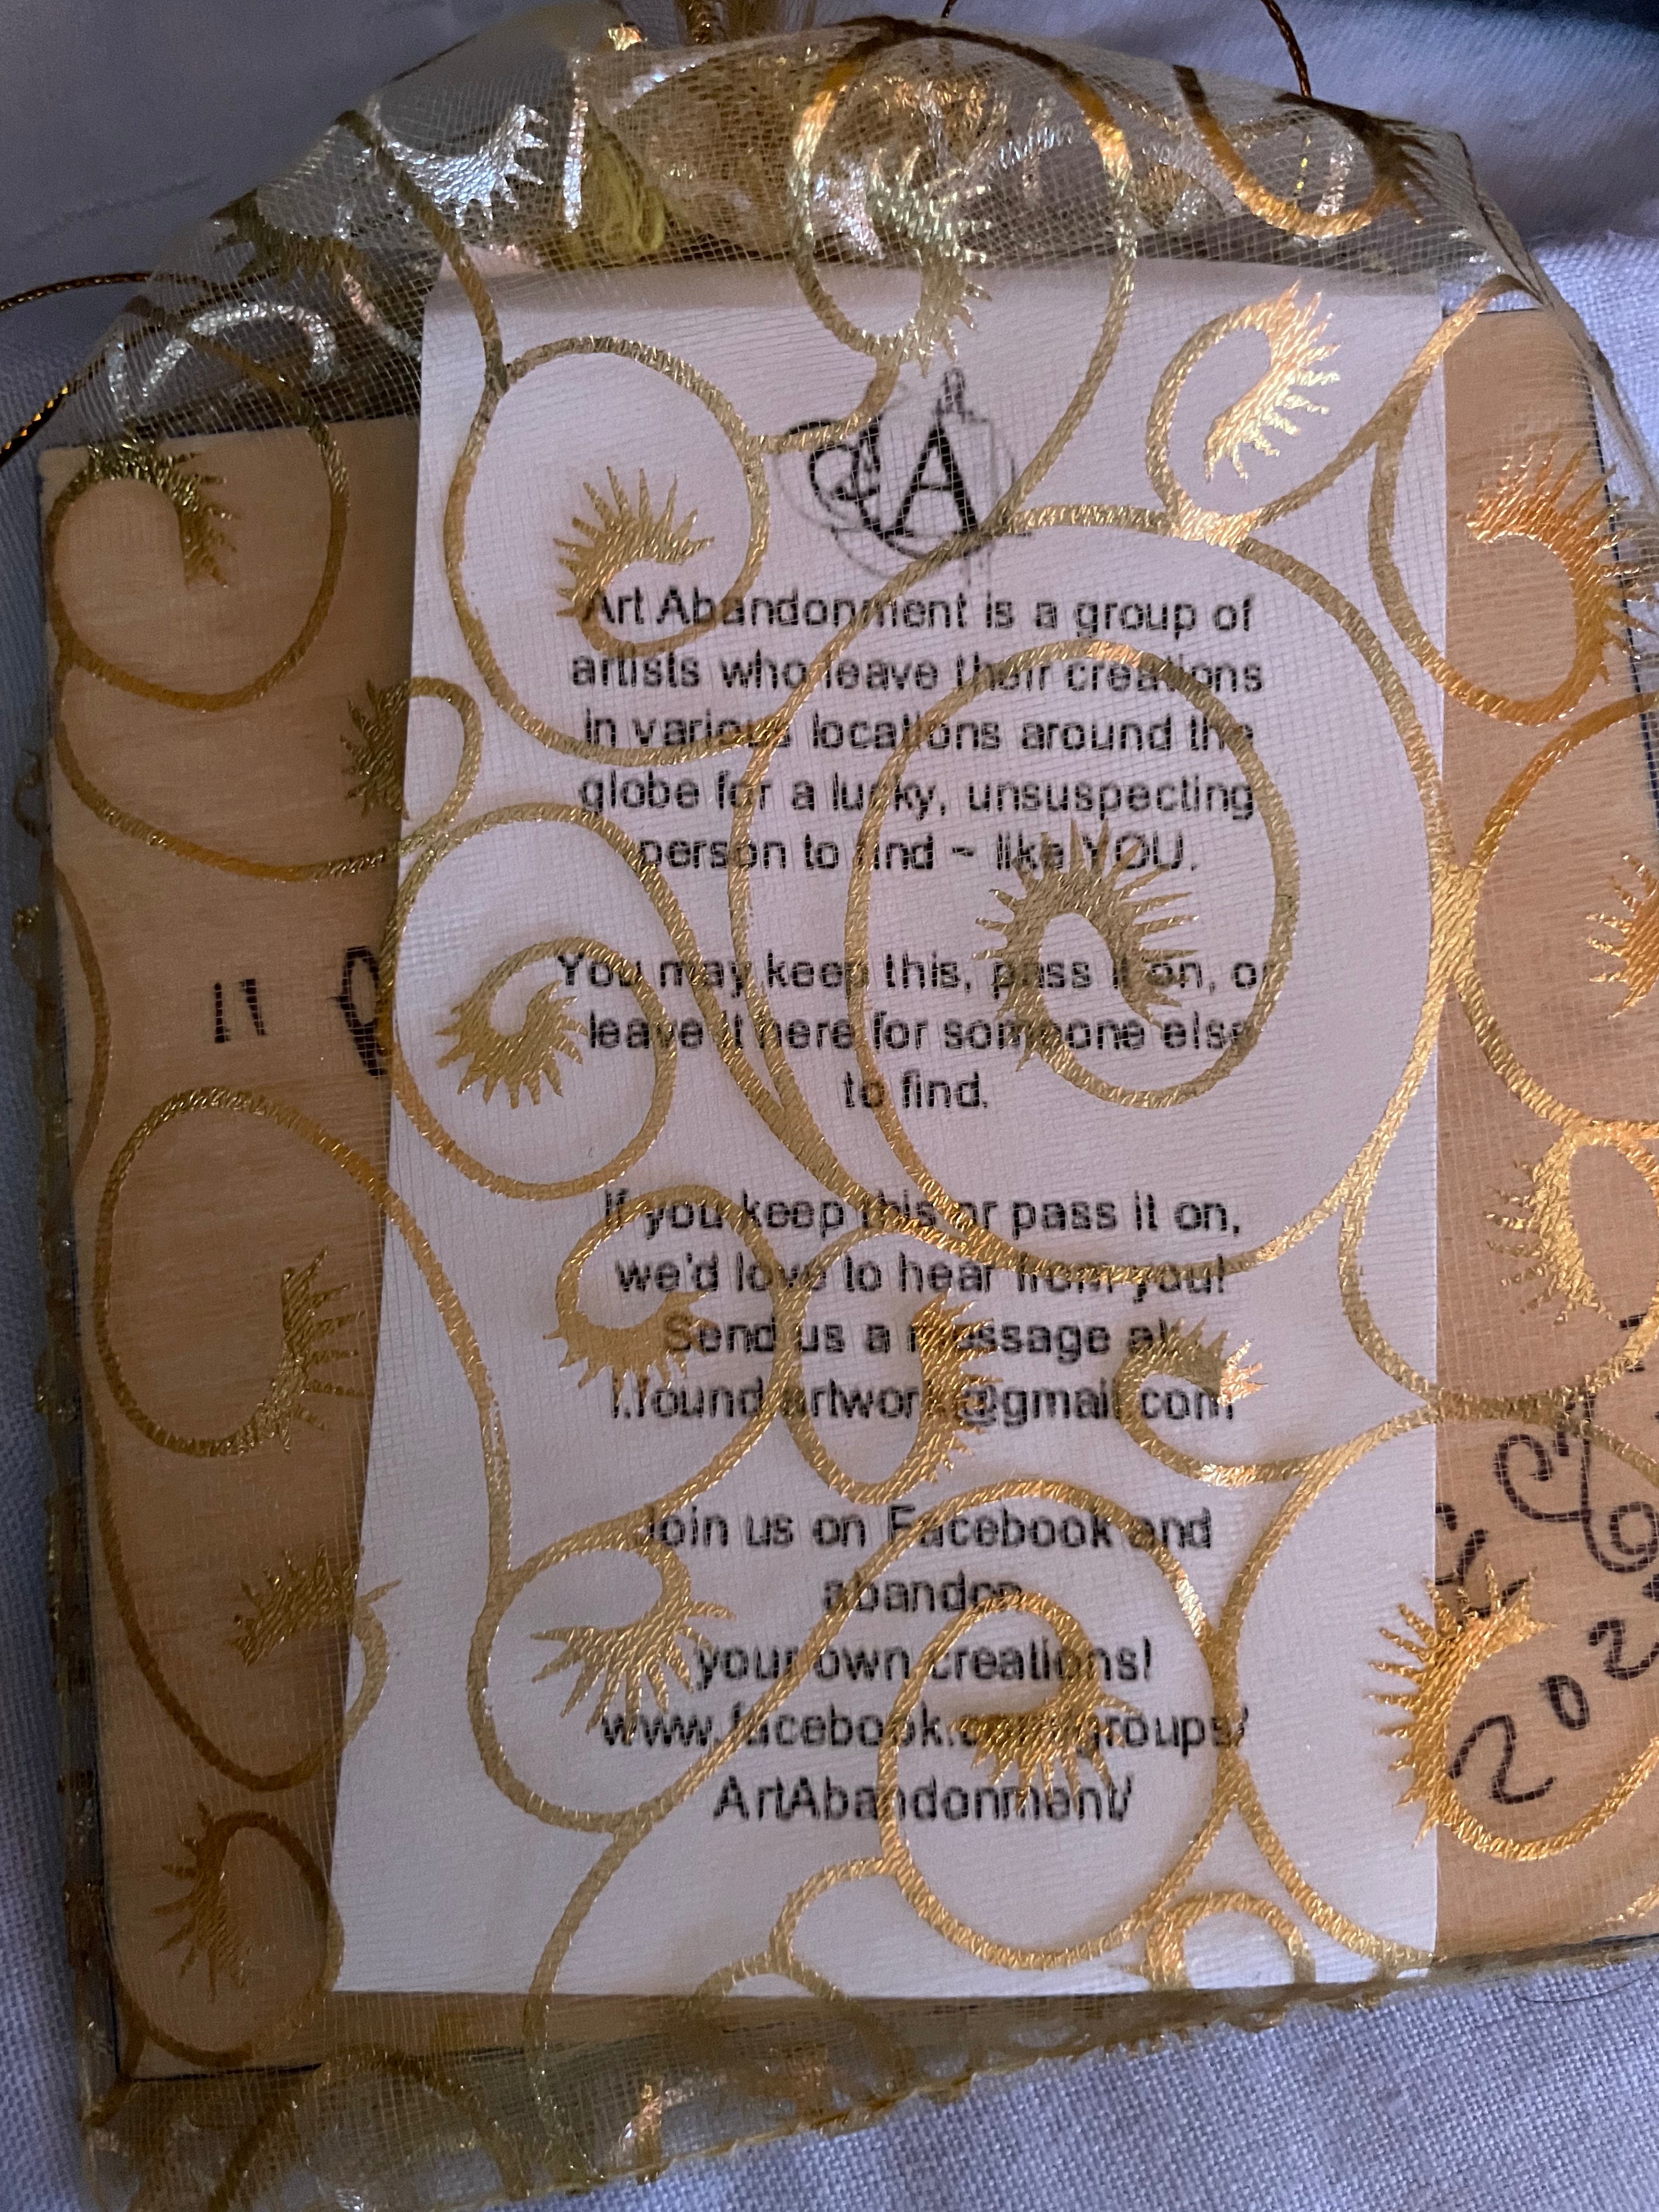 aA
Art Abandonment is a group of
artists who leave their creations
in various locations around the
globe for a lucky, unsuspecting
person to find ~ like YOU.
You may keep this, pass it on, or
leave it here for someone else
to find.
If you keep this or pass it on,
we'd love to hear from you!
Send us a message at:
I.found.artwork@gmail.com
Join us on Facebook and
abandon
your own creations!
www.facebook.com/groups/
ArtAbandonment/